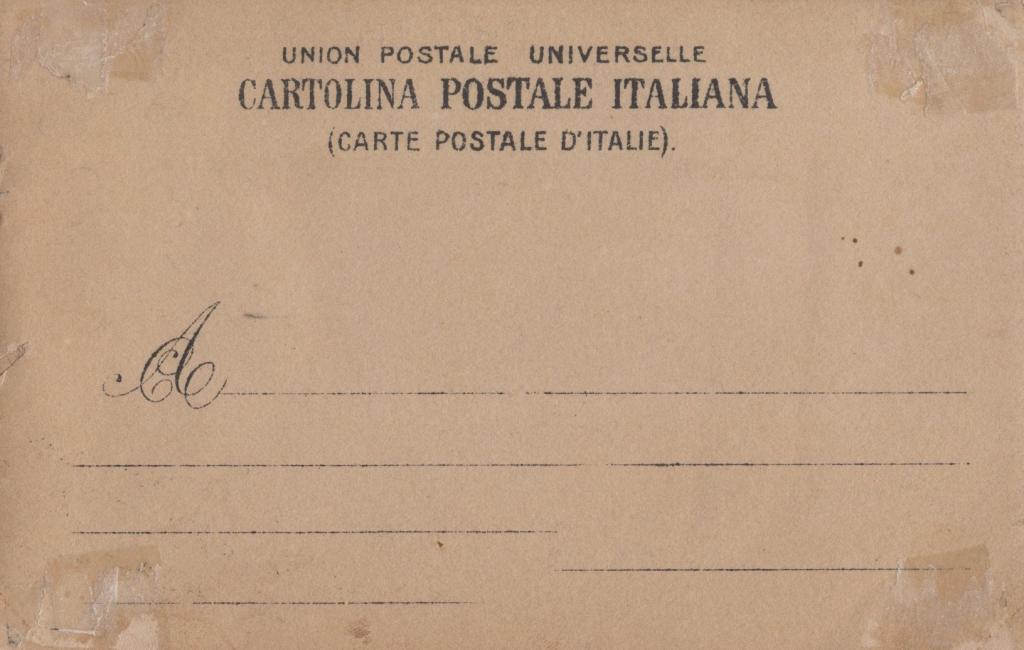 UNION POSTALE UNIVERSELLE
CARTOLINA POSTALE ITALIANA
(CARTE POSTALE D'ITALIE).
A